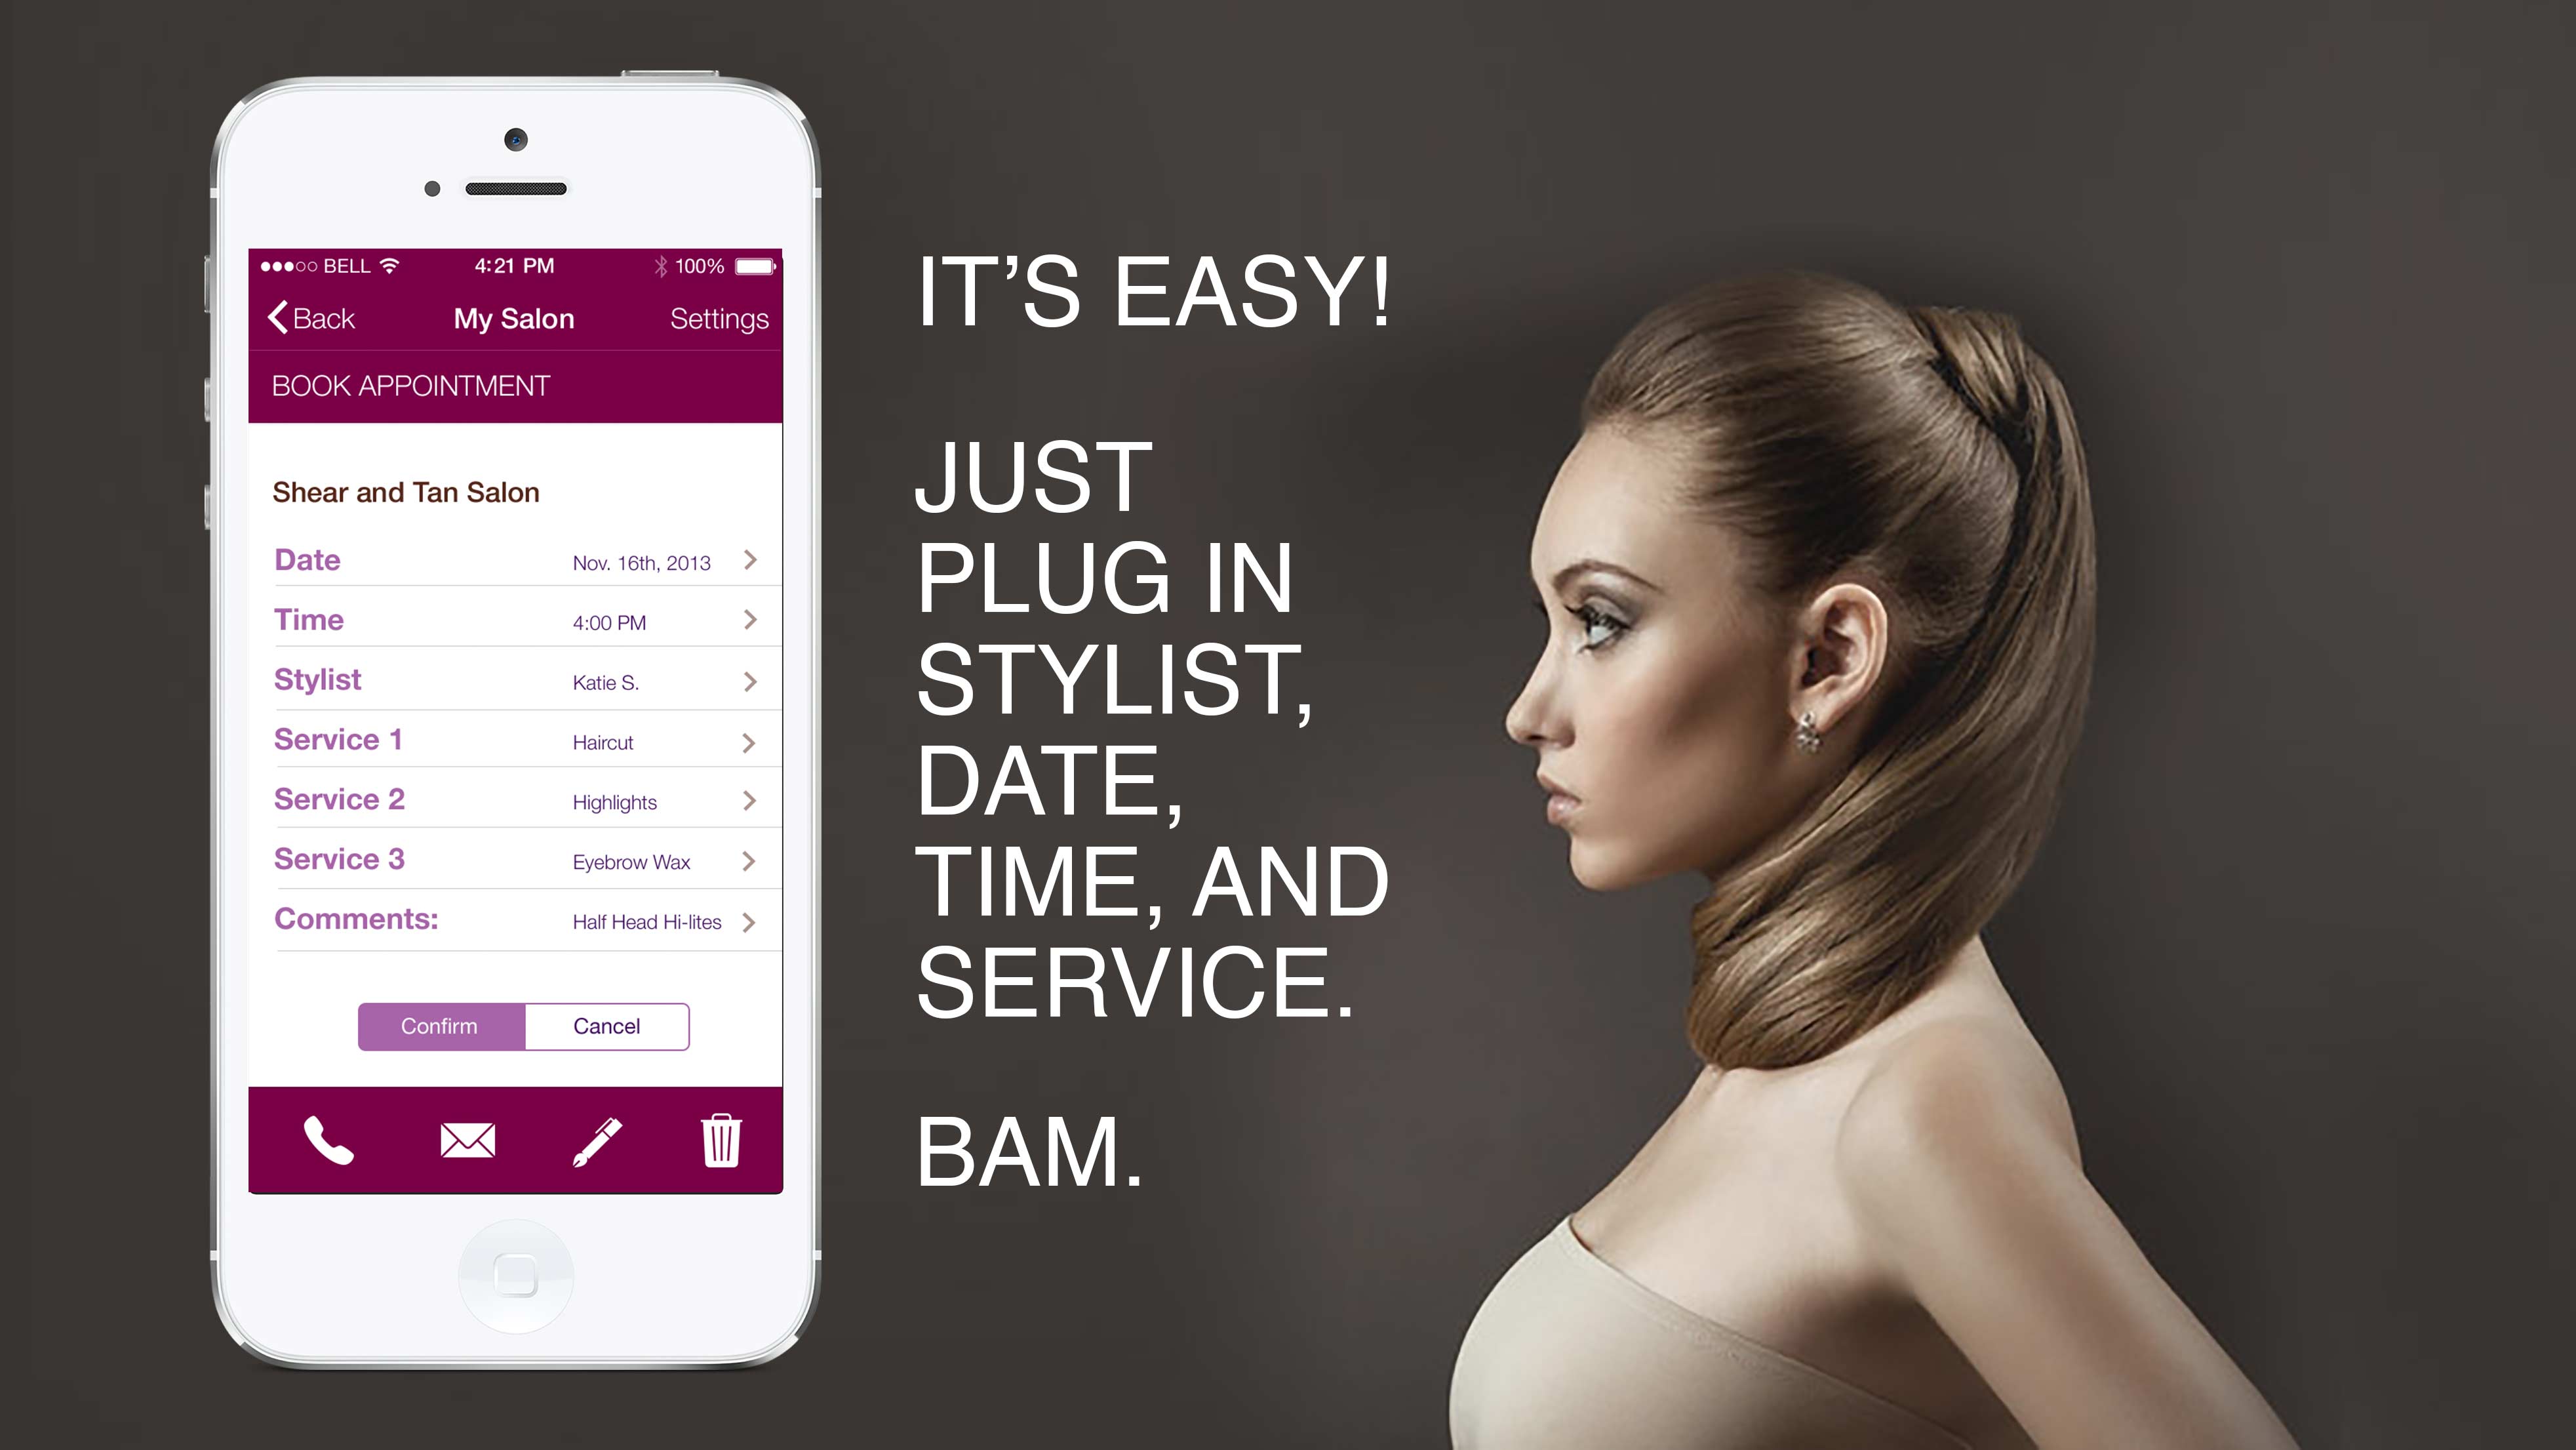 BELL 4:21 PM 100%
Back My Salon Settings
BOOK APPOINTMENT
Shear and Tan Salon
Date Nov. 16th, 2013
Time 4:00 PM
Stylist Katie S.
Service 1 Haircut
Service 2 Highlights
Service 3 Eyebrow Wax
Comments: Half Head Hi-lites
Confirm Cancel
IT’S EASY!
JUST
PLUG IN
STYLIST,
DATE,
TIME, AND
SERVICE.
BAM.